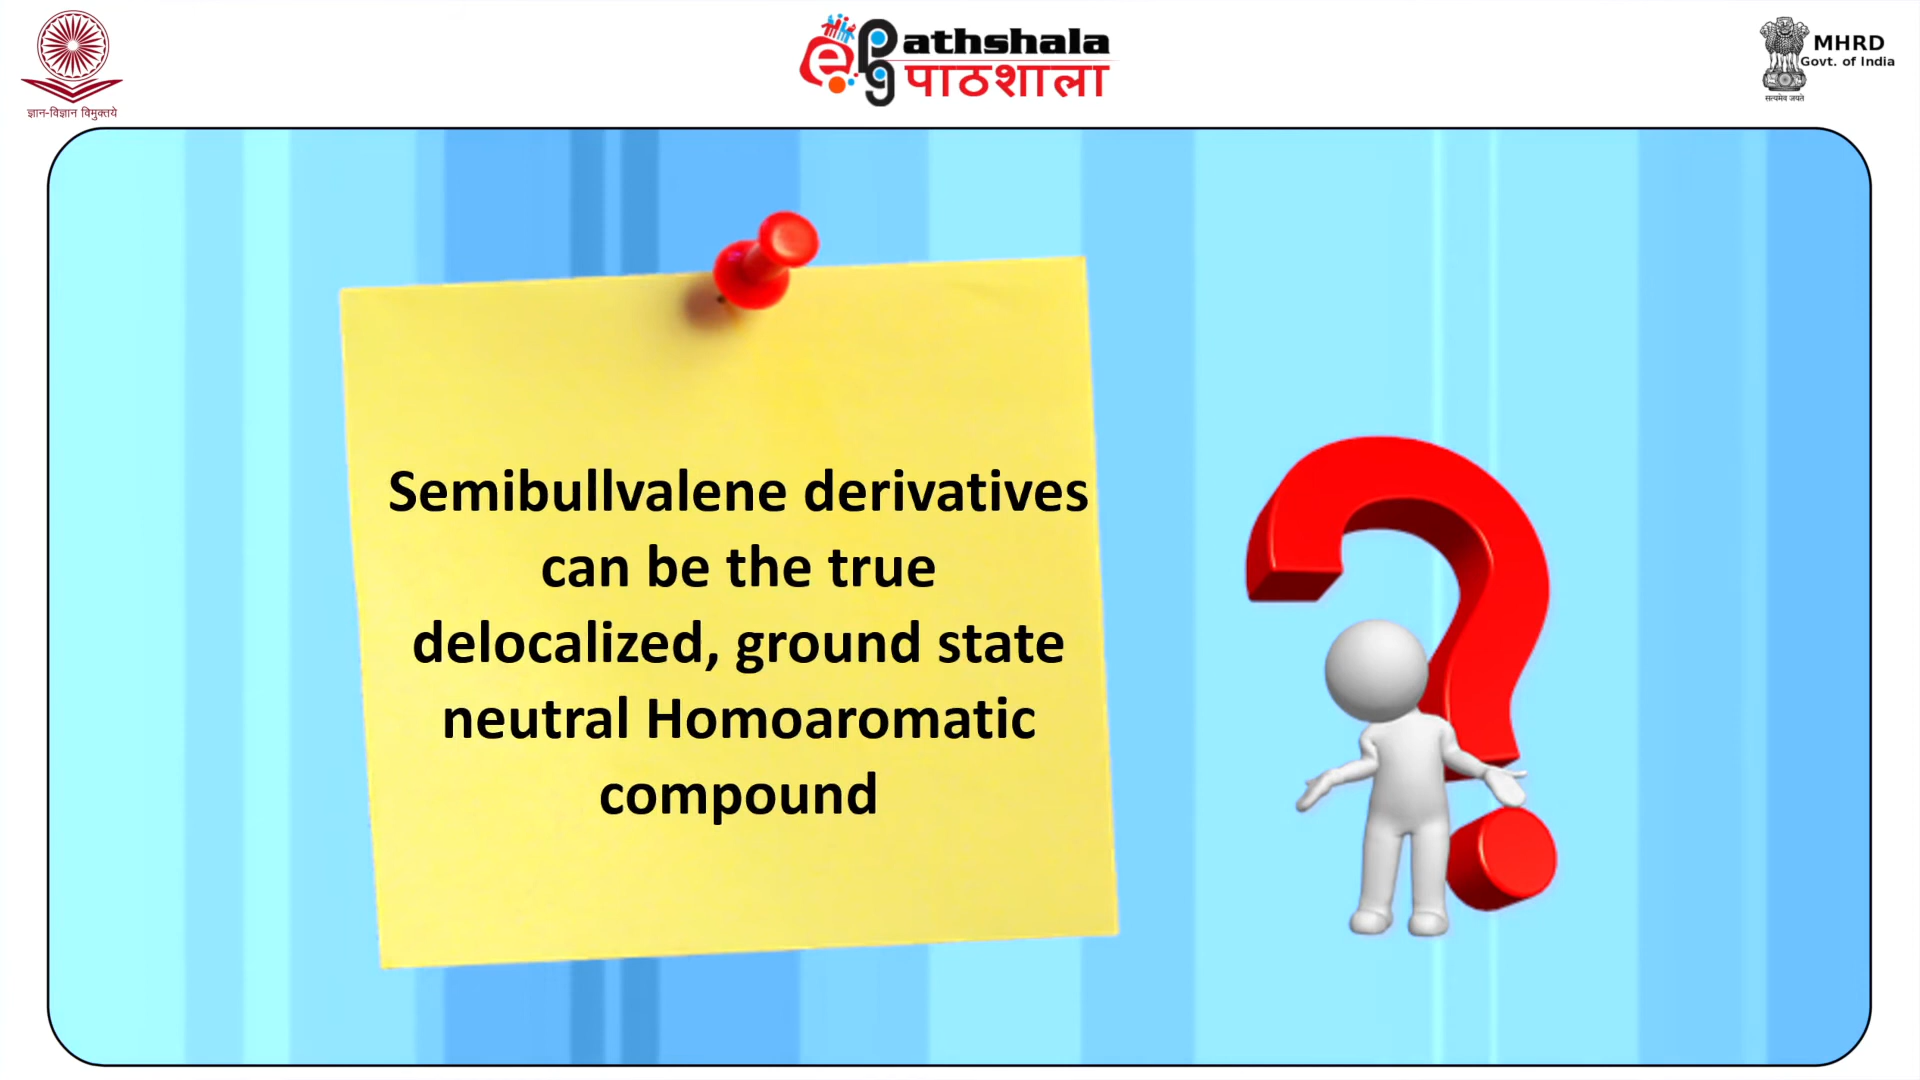 ज्ञान-विज्ञान विमुक्तये
ePG athshala
पाठशाला
MHRD
Govt. of India
सत्यमेव जयते
Semibullvalene derivatives
can be the true
delocalized, ground state
neutral Homoaromatic
compound